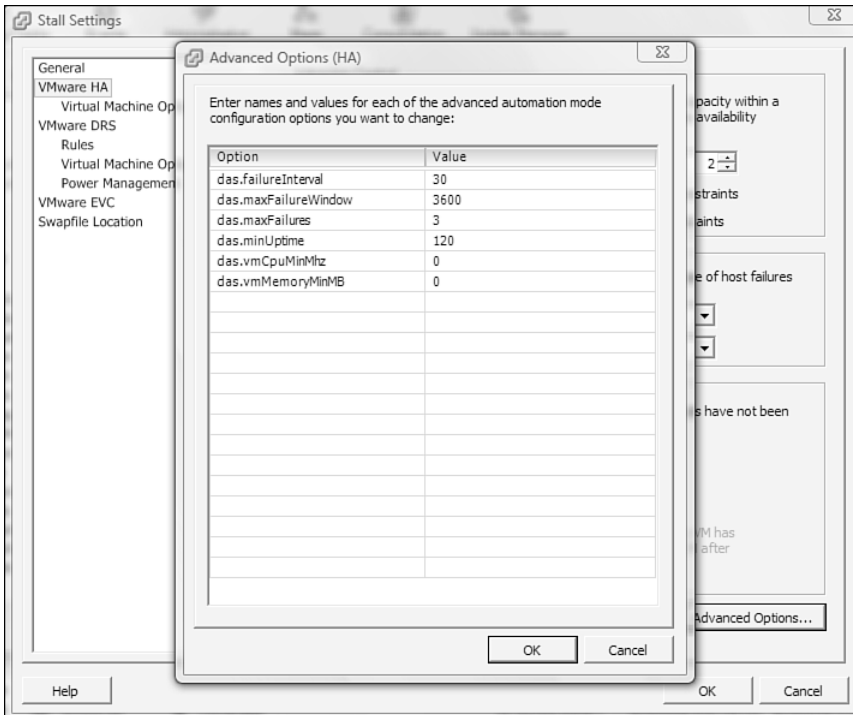 Stall Settings
General
VMware HA
Virtual Machine Op
VMware DRS
Rules
Virtual Machine Op
Power Managemen
VMware EVC
Swapfile Location
Advanced Options (HA)
Enter names and values for each of the advanced automation mode
configuration options you want to change:
Option Value
das.failureInterval 30
das.maxFailureWindow 3600
das.maxFailures 3
das.minUptime 120
das.vmCpuMinMhz 0
das.vmMemoryMinMB 0
OK Cancel
pacity within a
availability
2
straints
aints
e of host failures
s have not been
VM has
after
Advanced Options...
Help OK Cancel